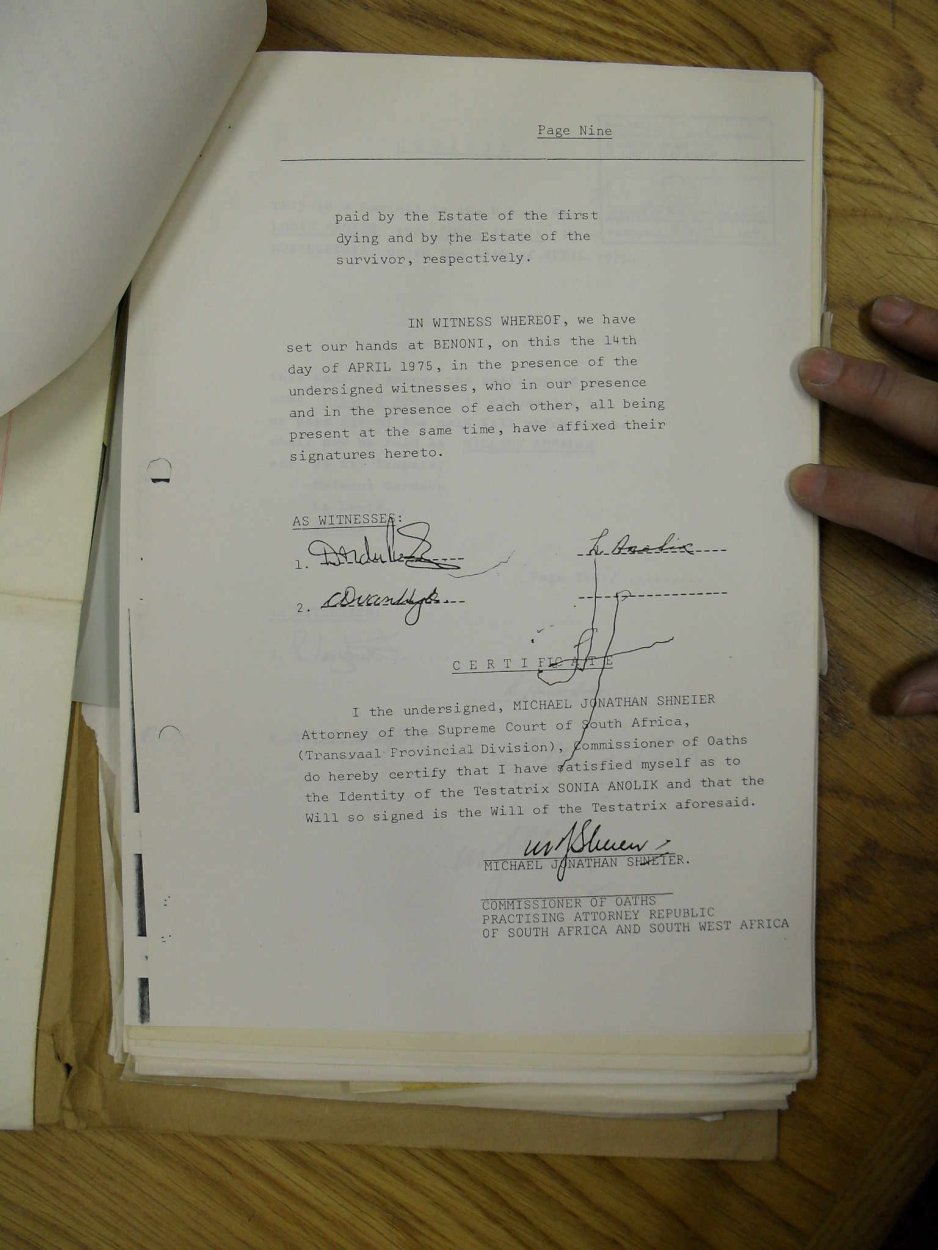 Page Nine
paid by the Estate of the first
dying and by the Estate of the
survivor, respectively.
IN WITNESS WHEREOF, we have
set our hands at BENONI, on this the 14th
day of APRIL 1975, in the presence of the
undersigned witnesses, who in our presence
and in the presence of each other, all being
present at the same time, have affixed their
signatures hereto.
AS WITNESSES:
1.
2.
C E R T I F I C A T E
I the undersigned, MICHAEL JONATHAN SHNEIER
Attorney of the Supreme Court of South Africa,
(Transvaal Provincial Division), Commissioner of Oaths
do hereby certify that I have satisfied myself as to
the Identity of the Testatrix SONIA ANOLIK and that the
Will so signed is the Will of the Testatrix aforesaid.
MICHAEL JONATHAN SHNEIER.
COMMISSIONER OF OATHS
PRACTISING ATTORNEY REPUBLIC
OF SOUTH AFRICA AND SOUTH WEST AFRICA